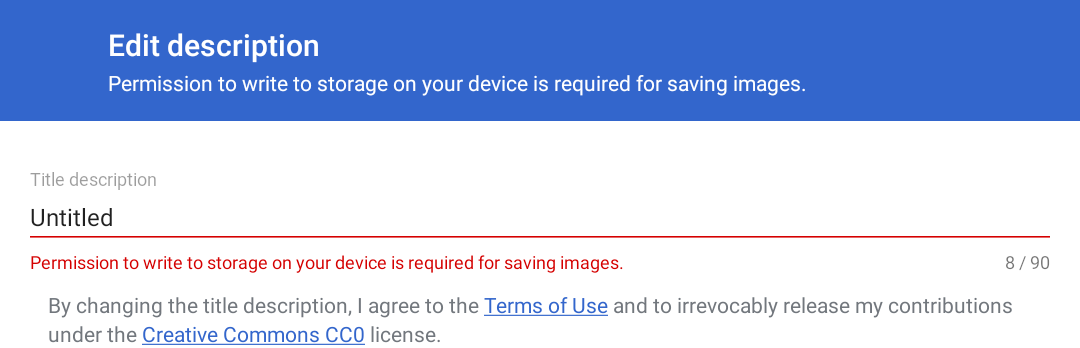 Edit description
Permission to write to storage on your device is required for saving images.
Title description
Untitled
Permission to write to storage on your device is required for saving images.
8 / 90
By changing the title description, I agree to the Terms of Use and to irrevocably release my contributions
under the Creative Commons CC0 license.